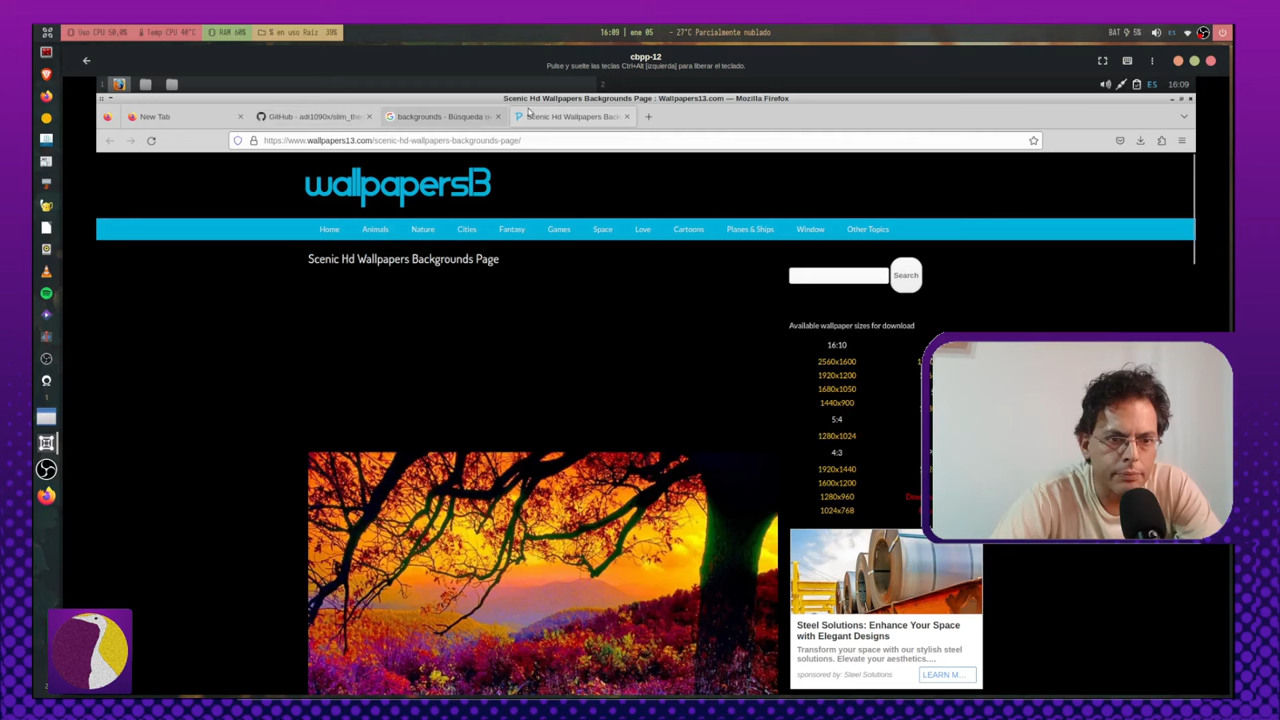 Uso CPU 50,0% Temp CPU 40°C RAM 60% % en uso Raíz 39%
16:09 | ene 05 - 27°C Parcialmente nublado
BAT 5% ES
cbpp-12
Pulse y suelte las teclas Ctrl+Alt [izquierda] para liberar el teclado.
1 2 ES 16:09
Scenic Hd Wallpapers Backgrounds Page : Wallpapers13.com — Mozilla Firefox
New Tab
GitHub - adi1090x/slim_the
backgrounds - Búsqueda
Scenic Hd Wallpapers Bac
https://www.wallpapers13.com/scenic-hd-wallpapers-backgrounds-page/
wallpapers13
Home Animals Nature Cities Fantasy Games Space Love Cartoons Planes & Ships Window Other Topics
Scenic Hd Wallpapers Backgrounds Page
Search
Available wallpaper sizes for download
16:10
2560x1600
1920x1200
1680x1050
1440x900
5:4
1280x1024
4:3
1920x1440
1600x1200
1280x960
1024x768
Steel Solutions: Enhance Your Space
with Elegant Designs
Transform your space with our stylish steel
solutions. Elevate your aesthetics....
sponsored by: Steel Solutions
LEARN M...